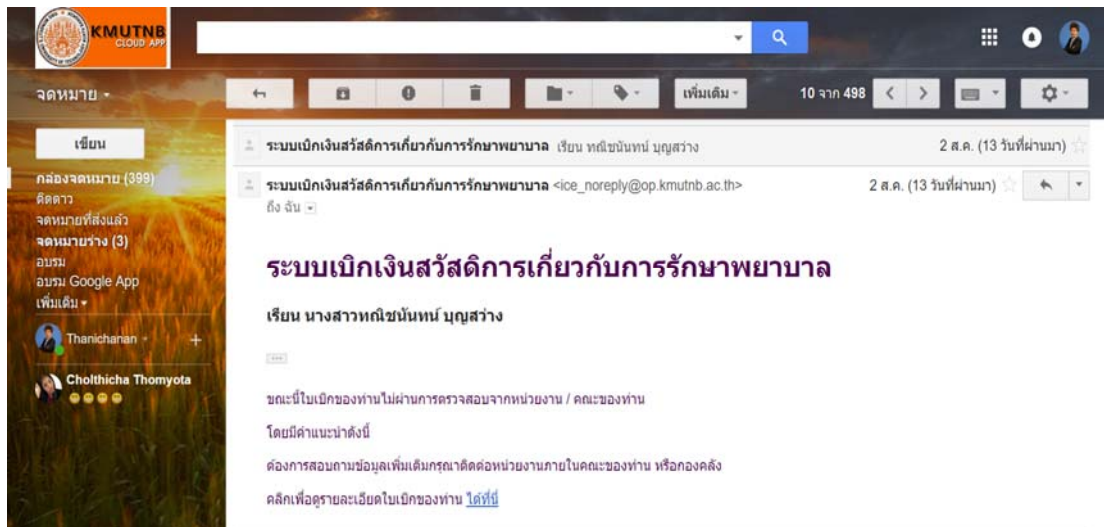 KMUTNB
CLOUD APP
จดหมาย
เพิ่มเติม
10 จาก 498
เขียน
กล่องจดหมาย (399)
ติดดาว
จดหมายที่ส่งแล้ว
จดหมายร่าง (3)
อบรม
อบรม Google App
เพิ่มเติม
Thanichanan
Cholthicha Thomyota
ระบบเบิกเงินสวัสดิการเกี่ยวกับการรักษาพยาบาล เรียน ทณิชนันทน์ บุญสว่าง 2 ส.ค. (13 วันที่ผ่านมา)
ระบบเบิกเงินสวัสดิการเกี่ยวกับการรักษาพยาบาล <ice_noreply@op.kmutnb.ac.th> 2 ส.ค. (13 วันที่ผ่านมา)
ถึง ฉัน
ระบบเบิกเงินสวัสดิการเกี่ยวกับการรักษาพยาบาล
เรียน นางสาวทณิชนันทน์ บุญสว่าง
ขณะนี้ใบเบิกของท่านไม่ผ่านการตรวจสอบจากหน่วยงาน / คณะของท่าน
โดยมีคำแนะนำดังนี้
ต้องการสอบถามข้อมูลเพิ่มเติมกรุณาติดต่อหน่วยงานภายในคณะของท่าน หรือกองคลัง
คลิกเพื่อดูรายละเอียดใบเบิกของท่าน ได้ที่นี่